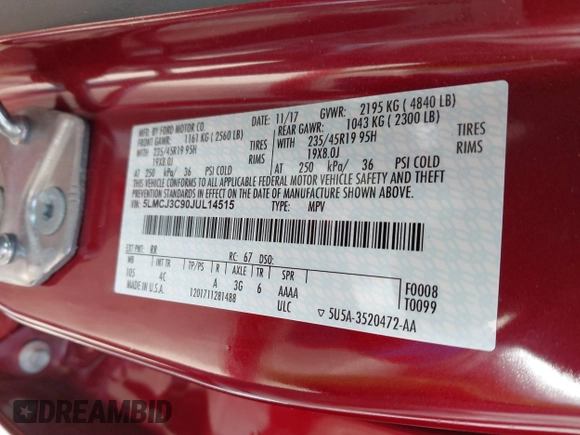 MFD. BY FORD MOTOR CO.
DATE: 11/17 GVWR: 2195 KG ( 4840 LB)
FRONT GAWR: 1161 KG ( 2560 LB) REAR GAWR: 1043 KG ( 2300 LB)
WITH 235/45R19 95H TIRES WITH 235/45R19 95H TIRES
19X8.0J RIMS 19X8.0J RIMS
AT 250 kPa/ 36 PSI COLD AT 250 kPa/ 36 PSI COLD
THIS VEHICLE CONFORMS TO ALL APPLICABLE FEDERAL MOTOR VEHICLE SAFETY AND THEFT
PREVENTION STANDARDS IN EFFECT ON THE DATE OF MANUFACTURE SHOWN ABOVE.
VIN: 5LMCJ3C90JUL14515 TYPE: MPV
EXT PNT: RR RC: 67 DSO:
WB INT TR TP/PS R AXLE TR SPR
105 4C A 3G 6 AAAA F0008
1201711281488 ULC T0099
5U5A-3520472-AA
DREAMBID